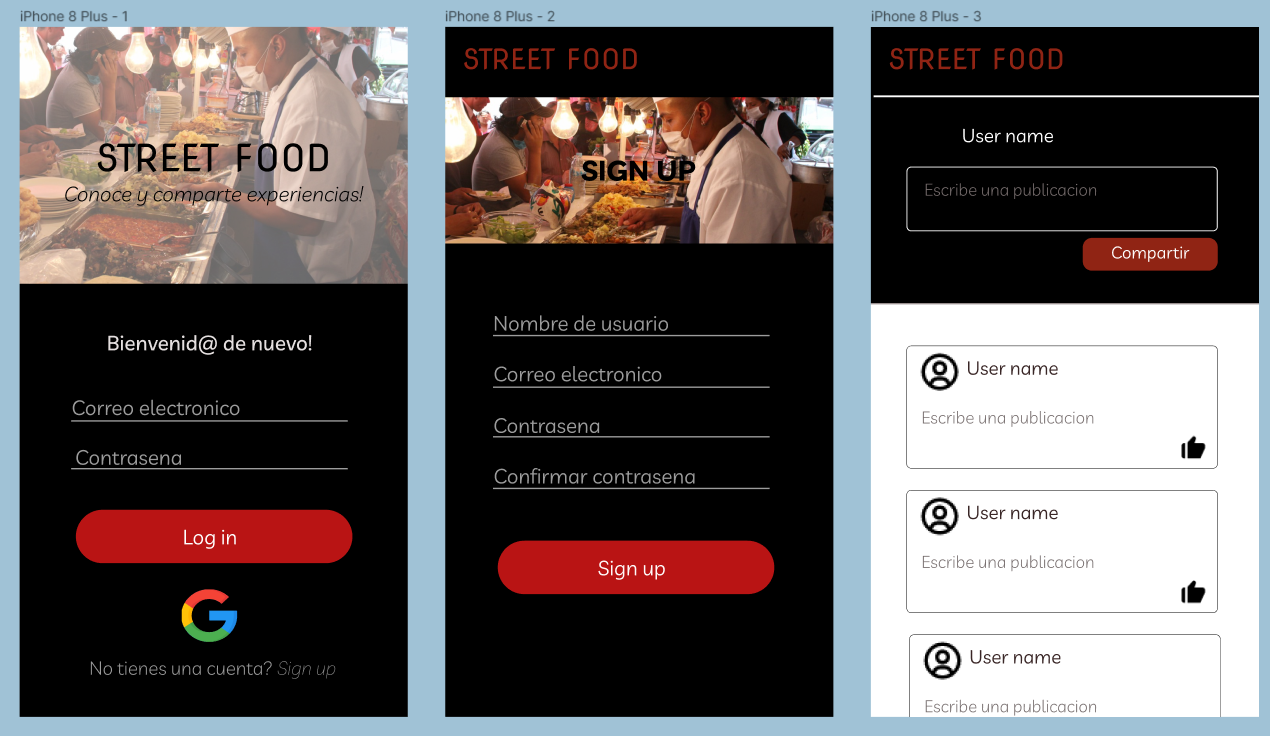 iPhone 8 Plus - 1
STREET FOOD
Conoce y comparte experiencias!
Bienvenid@ de nuevo!
Correo electronico
Contrasena
Log in
No tienes una cuenta? Sign up
iPhone 8 Plus - 2
STREET FOOD
SIGN UP
Nombre de usuario
Correo electronico
Contrasena
Confirmar contrasena
Sign up
iPhone 8 Plus - 3
STREET FOOD
User name
Escribe una publicacion
Compartir
User name
Escribe una publicacion
User name
Escribe una publicacion
User name
Escribe una publicacion